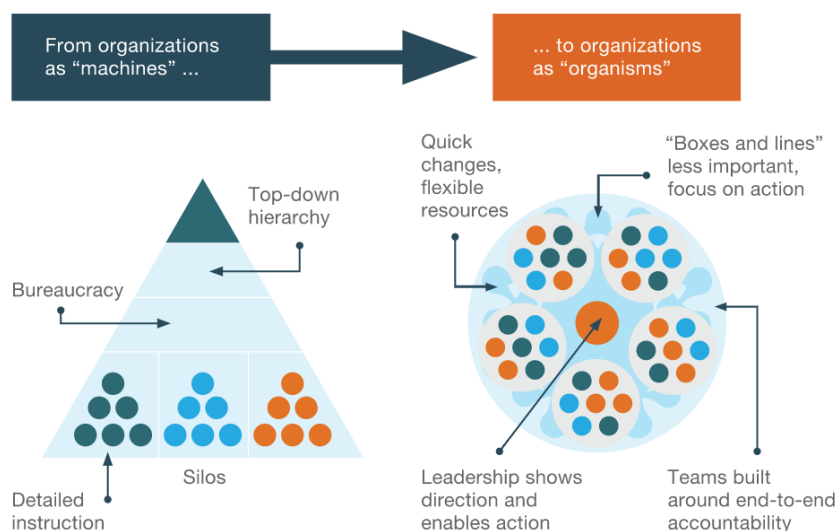 From organizations
as “machines” ...
... to organizations
as “organisms”
Top-down
hierarchy
Bureaucracy
Silos
Detailed
instruction
Quick
changes,
flexible
resources
“Boxes and lines”
less important,
focus on action
Leadership shows
direction and
enables action
Teams built
around end-to-end
accountability